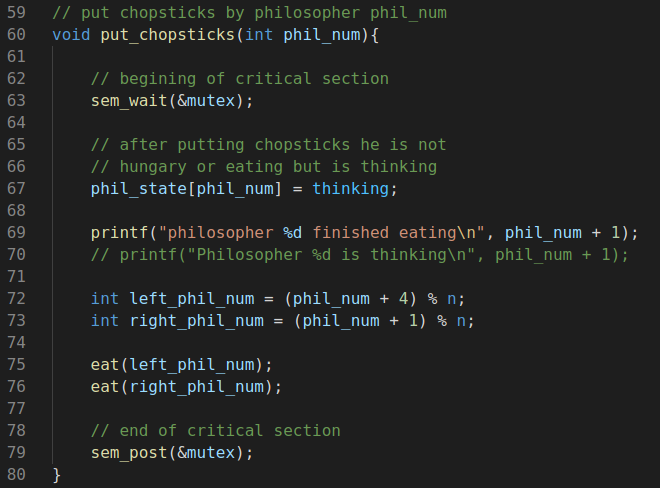 59 // put chopsticks by philosopher phil_num
60 void put_chopsticks(int phil_num){
61
62 // begining of critical section
63 sem_wait(&mutex);
64
65 // after putting chopsticks he is not
66 // hungary or eating but is thinking
67 phil_state[phil_num] = thinking;
68
69 printf("philosopher %d finished eating\n", phil_num + 1);
70 // printf("Philosopher %d is thinking\n", phil_num + 1);
71
72 int left_phil_num = (phil_num + 4) % n;
73 int right_phil_num = (phil_num + 1) % n;
74
75 eat(left_phil_num);
76 eat(right_phil_num);
77
78 // end of critical section
79 sem_post(&mutex);
80 }